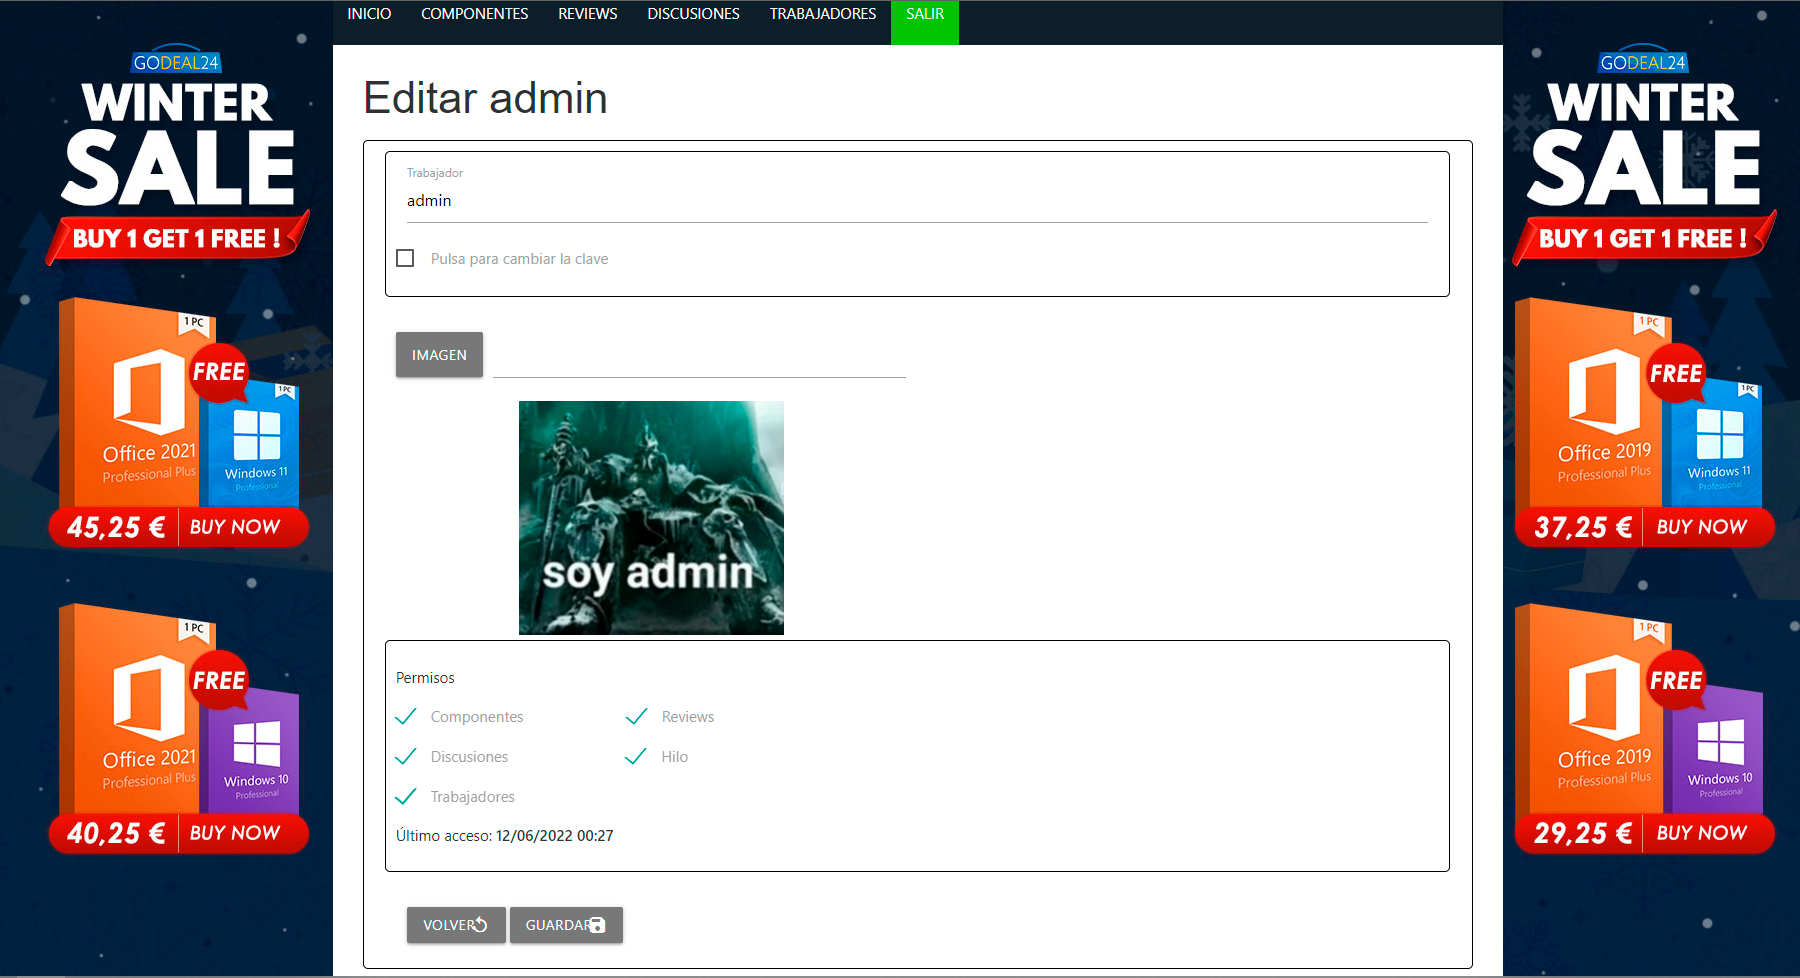 INICIO COMPONENTES REVIEWS DISCUSIONES TRABAJADORES SALIR
GODEAL24
WINTER
SALE
BUY 1 GET 1 FREE !
1 PC
FREE
1 PC
Office 2021
Professional Plus
Windows 11
Professional
45,25 € BUY NOW
1 PC
FREE
Office 2021
Professional Plus
Windows 10
Professional
40,25 € BUY NOW
Editar admin
Trabajador
admin
Pulsa para cambiar la clave
IMAGEN
soy admin
Permisos
Componentes Reviews
Discusiones Hilo
Trabajadores
Último acceso: 12/06/2022 00:27
VOLVER GUARDAR
GODEAL24
WINTER
SALE
BUY 1 GET 1 FREE !
1 PC
FREE
1 PC
Office 2019
Professional Plus
Windows 11
Professional
37,25 € BUY NOW
1 PC
FREE
Office 2019
Professional Plus
Windows 10
Professional
29,25 € BUY NOW